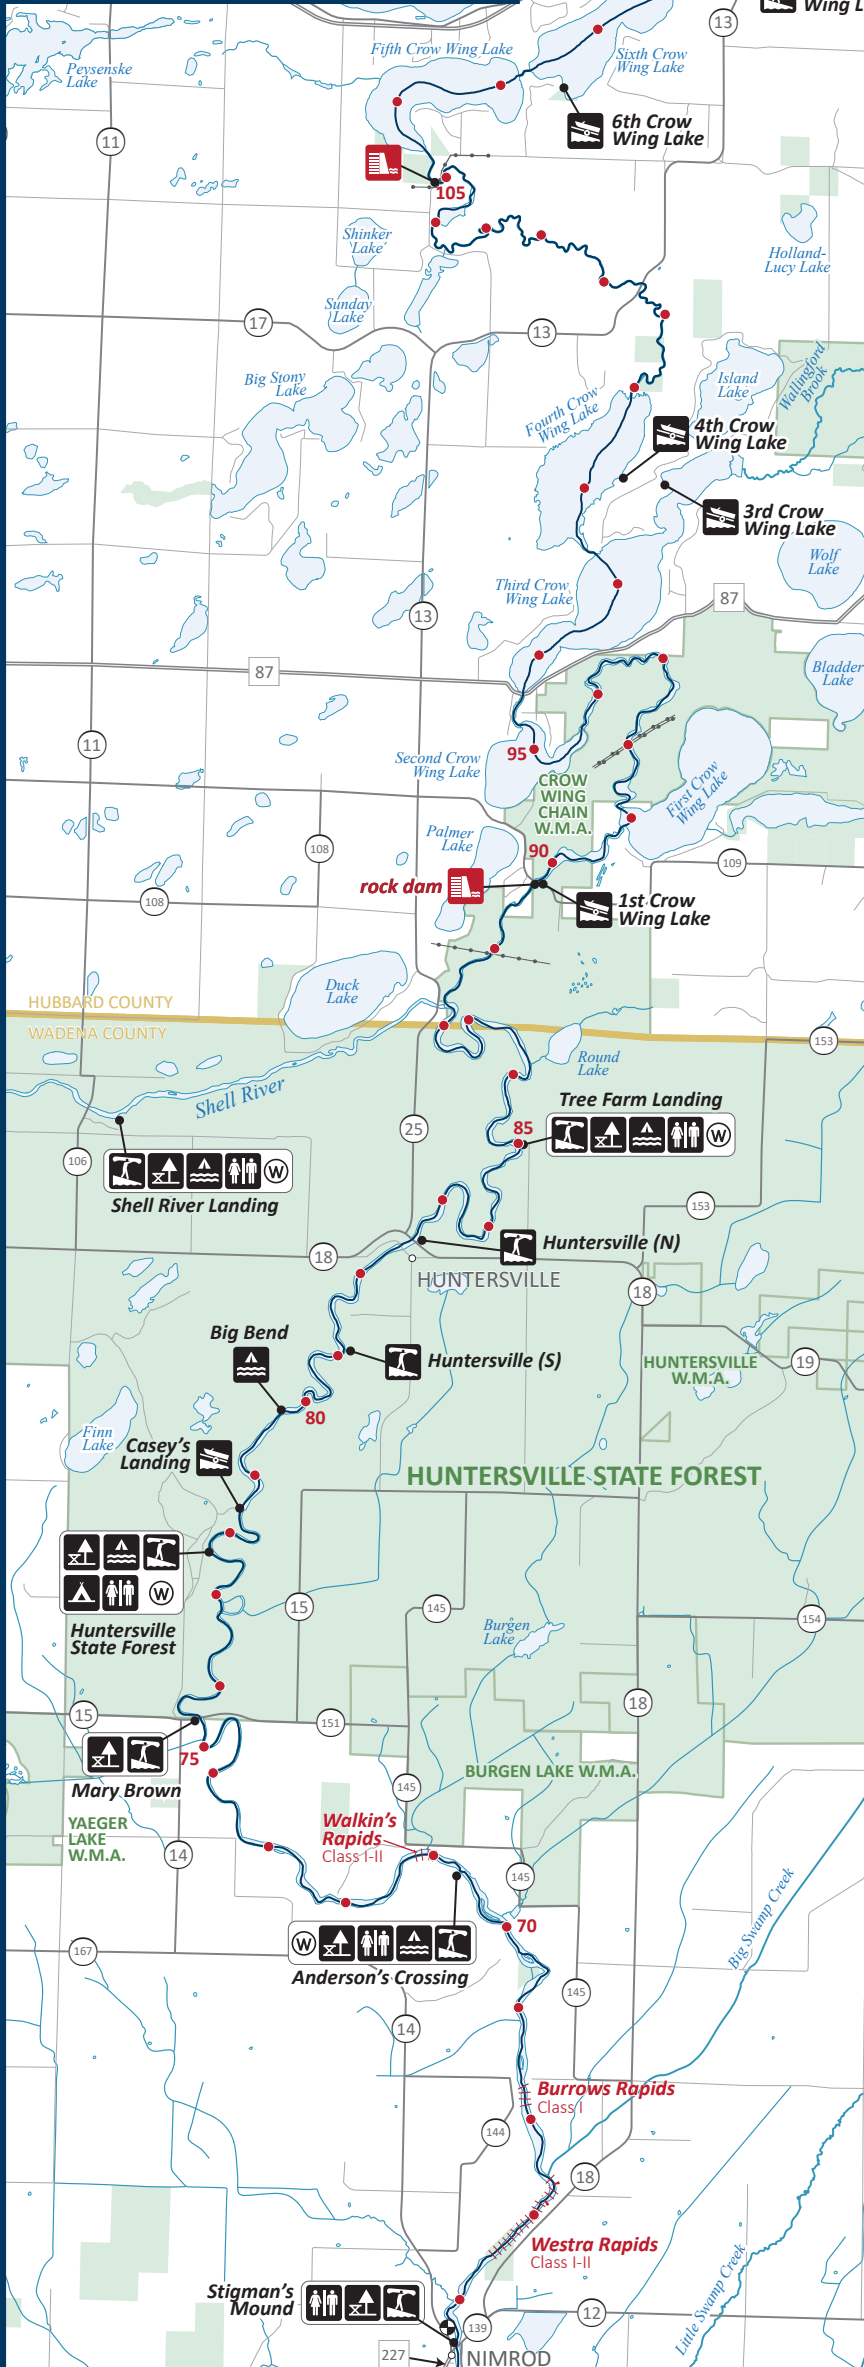 Wing L
13
Fifth Crow Wing Lake
Sixth Crow
Wing Lake
Peysenske
Lake
11
6th Crow
Wing Lake
105
Shinker
Lake
Holland-
Lucy Lake
Sunday
Lake
17
13
Big Stony
Lake
Island
Lake
Wallingford
Brook
Fourth Crow
Wing Lake
4th Crow
Wing Lake
3rd Crow
Wing Lake
Wolf
Lake
Third Crow
Wing Lake
87
13
87
Bladder
Lake
11
95
Second Crow
Wing Lake
CROW
WING
CHAIN
W.M.A.
First Crow
Wing Lake
Palmer
Lake
108
90
109
rock dam
108
1st Crow
Wing Lake
Duck
Lake
HUBBARD COUNTY
WADENA COUNTY
153
Round
Lake
Shell River
Tree Farm Landing
25
85
W
106
W
Shell River Landing
153
18
Huntersville (N)
HUNTERSVILLE
18
Big Bend
Huntersville (S)
HUNTERSVILLE
W.M.A.
19
80
Finn
Lake
Casey's
Landing
HUNTERSVILLE STATE FOREST
W
15
145
154
Huntersville
State Forest
Burgen
Lake
18
15
151
75
Mary Brown
BURGEN LAKE W.M.A.
145
YAEGER
LAKE
W.M.A.
Walkin's
Rapids
Class I-II
14
145
70
W
167
Anderson's Crossing
Big Swamp Creek
145
14
Burrows Rapids
Class I
144
18
Westra Rapids
Class I-II
Little Swamp Creek
Stigman's
Mound
12
139
227
NIMROD